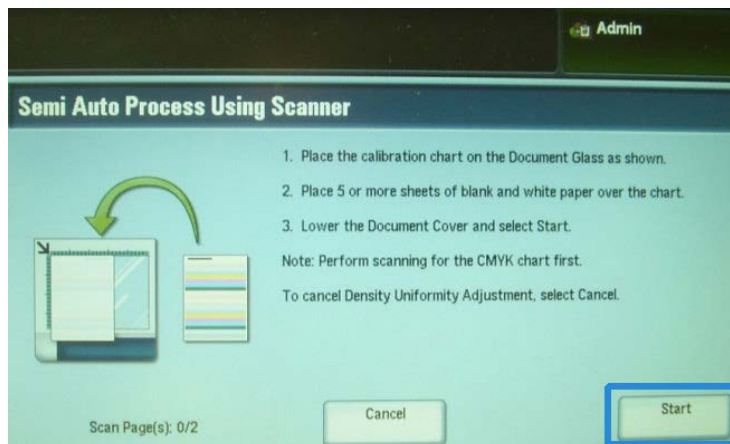 Admin
Semi Auto Process Using Scanner
1. Place the calibration chart on the Document Glass as shown.
2. Place 5 or more sheets of blank and white paper over the chart.
3. Lower the Document Cover and select Start.
Note: Perform scanning for the CMYK chart first.
To cancel Density Uniformity Adjustment, select Cancel.
Scan Page(s): 0/2
Cancel
Start